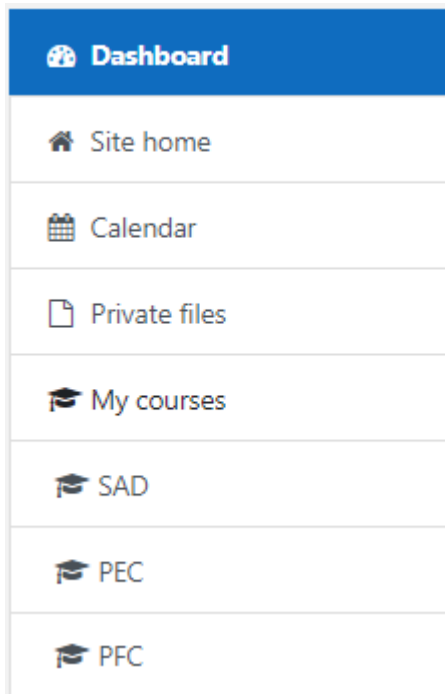 Dashboard
Site home
Calendar
Private files
My courses
SAD
PEC
PFC